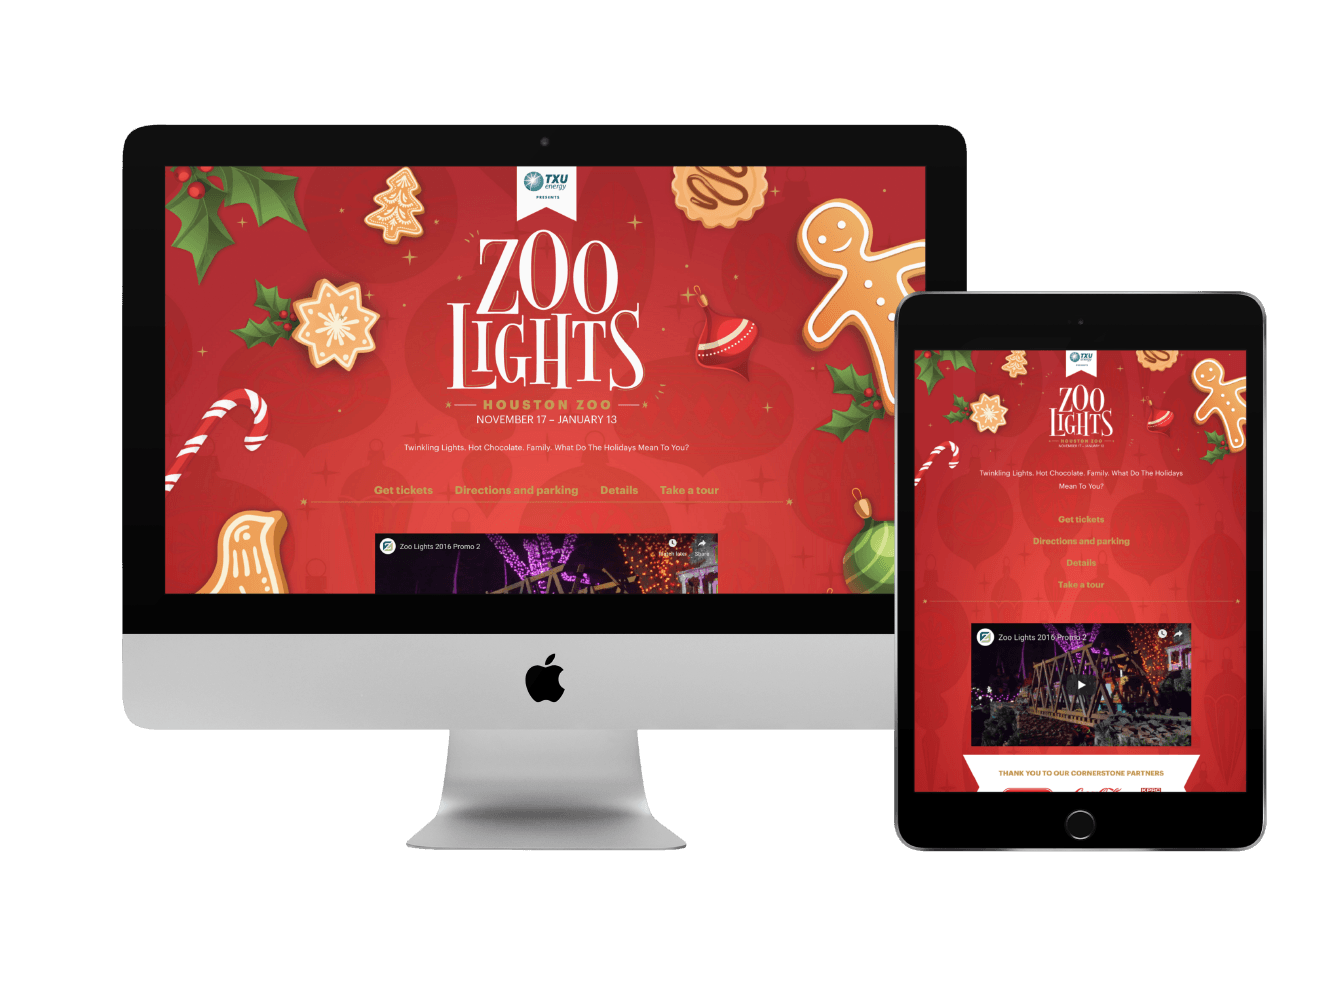 TXU
energy
PRESENTS
ZOO
LIGHTS
HOUSTON ZOO
NOVEMBER 17 – JANUARY 13
Twinkling Lights. Hot Chocolate. Family. What Do The Holidays Mean To You?
Get tickets Directions and parking Details Take a tour
Zoo Lights 2016 Promo 2
Watch later Share
TXU
energy
PRESENTS
ZOO
LIGHTS
HOUSTON ZOO
NOVEMBER 17 – JANUARY 13
Twinkling Lights. Hot Chocolate. Family. What Do The Holidays
Mean To You?
Get tickets
Directions and parking
Details
Take a tour
Zoo Lights 2016 Promo 2
THANK YOU TO OUR CORNERSTONE PARTNERS